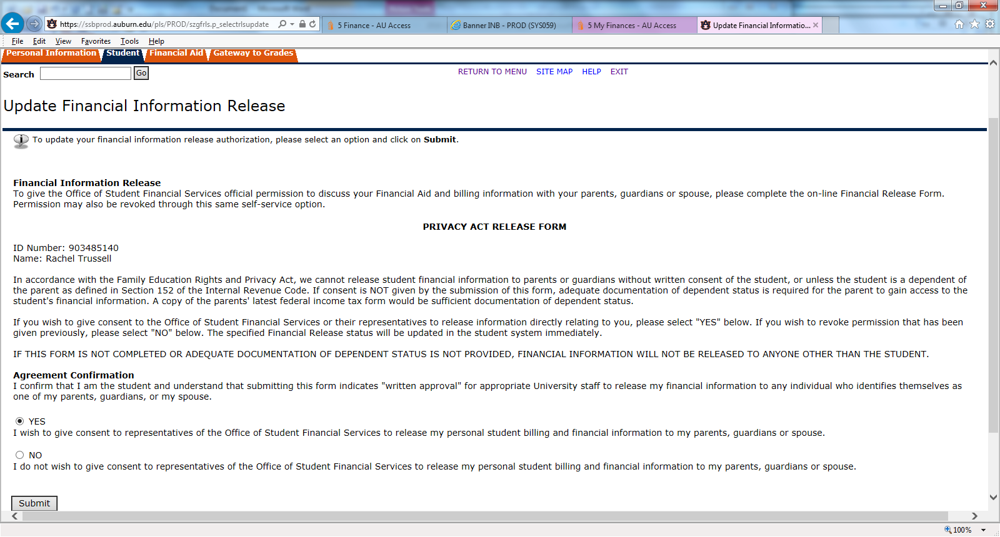 https://ssbprod.auburn.edu/pls/PROD/szgfrls.p_selectrlsupdate
5 Finance - AU Access
Banner INB - PROD (SYS059)
5 My Finances - AU Access
Update Financial Informatio...
File Edit View Favorites Tools Help
Personal Information Student Financial Aid Gateway to Grades
Search Go
RETURN TO MENU SITE MAP HELP EXIT
Update Financial Information Release
To update your financial information release authorization, please select an option and click on Submit.
Financial Information Release
To give the Office of Student Financial Services official permission to discuss your Financial Aid and billing information with your parents, guardians or spouse, please complete the on-line Financial Release Form.
Permission may also be revoked through this same self-service option.
PRIVACY ACT RELEASE FORM
ID Number: 903485140
Name: Rachel Trussell
In accordance with the Family Education Rights and Privacy Act, we cannot release student financial information to parents or guardians without written consent of the student, or unless the student is a dependent of
the parent as defined in Section 152 of the Internal Revenue Code. If consent is NOT given by the submission of this form, adequate documentation of dependent status is required for the parent to gain access to the
student's financial information. A copy of the parents' latest federal income tax form would be sufficient documentation of dependent status.
If you wish to give consent to the Office of Student Financial Services or their representatives to release information directly relating to you, please select "YES" below. If you wish to revoke permission that has been
given previously, please select "NO" below. The specified Financial Release status will be updated in the student system immediately.
IF THIS FORM IS NOT COMPLETED OR ADEQUATE DOCUMENTATION OF DEPENDENT STATUS IS NOT PROVIDED, FINANCIAL INFORMATION WILL NOT BE RELEASED TO ANYONE OTHER THAN THE STUDENT.
Agreement Confirmation
I confirm that I am the student and understand that submitting this form indicates "written approval" for appropriate University staff to release my financial information to any individual who identifies themselves as
one of my parents, guardians, or my spouse.
YES
I wish to give consent to representatives of the Office of Student Financial Services to release my personal student billing and financial information to my parents, guardians or spouse.
NO
I do not wish to give consent to representatives of the Office of Student Financial Services to release my personal student billing and financial information to my parents, guardians or spouse.
Submit
100%